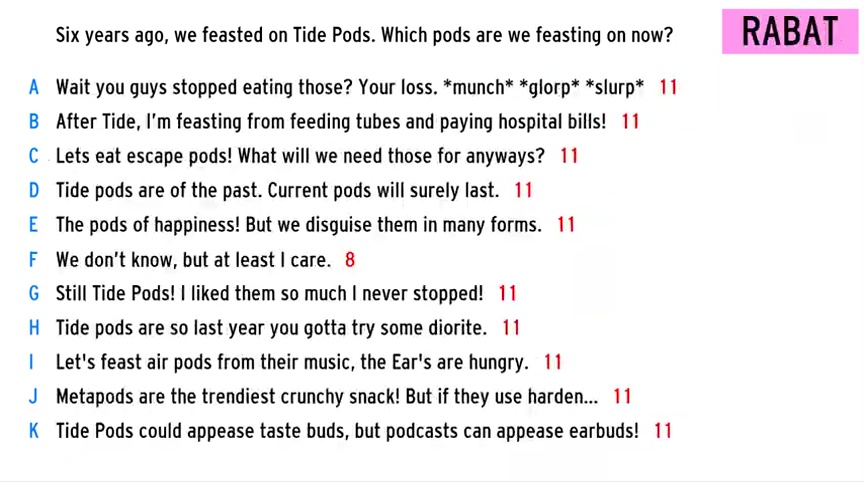 Six years ago, we feasted on Tide Pods. Which pods are we feasting on now?
RABAT
A Wait you guys stopped eating those? Your loss. *munch* *glorp* *slurp* 11
B After Tide, I'm feasting from feeding tubes and paying hospital bills! 11
C Lets eat escape pods! What will we need those for anyways? 11
D Tide pods are of the past. Current pods will surely last. 11
E The pods of happiness! But we disguise them in many forms. 11
F We don't know, but at least I care. 8
G Still Tide Pods! I liked them so much I never stopped! 11
H Tide pods are so last year you gotta try some diorite. 11
I Let's feast air pods from their music, the Ear's are hungry. 11
J Metapods are the trendiest crunchy snack! But if they use harden... 11
K Tide Pods could appease taste buds, but podcasts can appease earbuds! 11